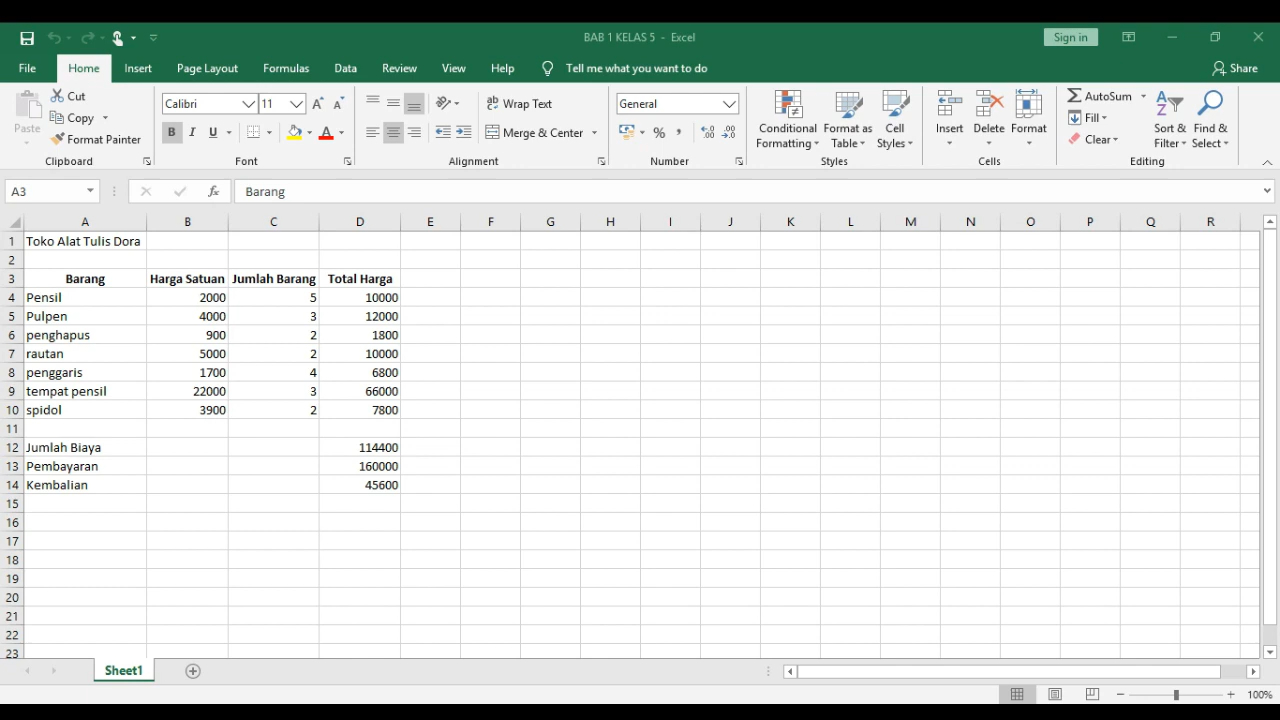 BAB 1 KELAS 5 - Excel Sign in
File Home Insert Page Layout Formulas Data Review View Help Tell me what you want to do Share
Cut Calibri 11 Wrap Text General AutoSum
Copy Fill
Paste Format Painter B I U A Merge & Center % Conditional Formatting Format as Table Cell Styles Insert Delete Format Clear Sort & Filter Find & Select
Clipboard Font Alignment Number Styles Cells Editing
A3 fx Barang
A B C D E F G H I J K L M N O P Q R
1 Toko Alat Tulis Dora
2
3 Barang Harga Satuan Jumlah Barang Total Harga
4 Pensil 2000 5 10000
5 Pulpen 4000 3 12000
6 penghapus 900 2 1800
7 rautan 5000 2 10000
8 penggaris 1700 4 6800
9 tempat pensil 22000 3 66000
10 spidol 3900 2 7800
11
12 Jumlah Biaya 114400
13 Pembayaran 160000
14 Kembalian 45600
15
16
17
18
19
20
21
22
23
Sheet1
100%